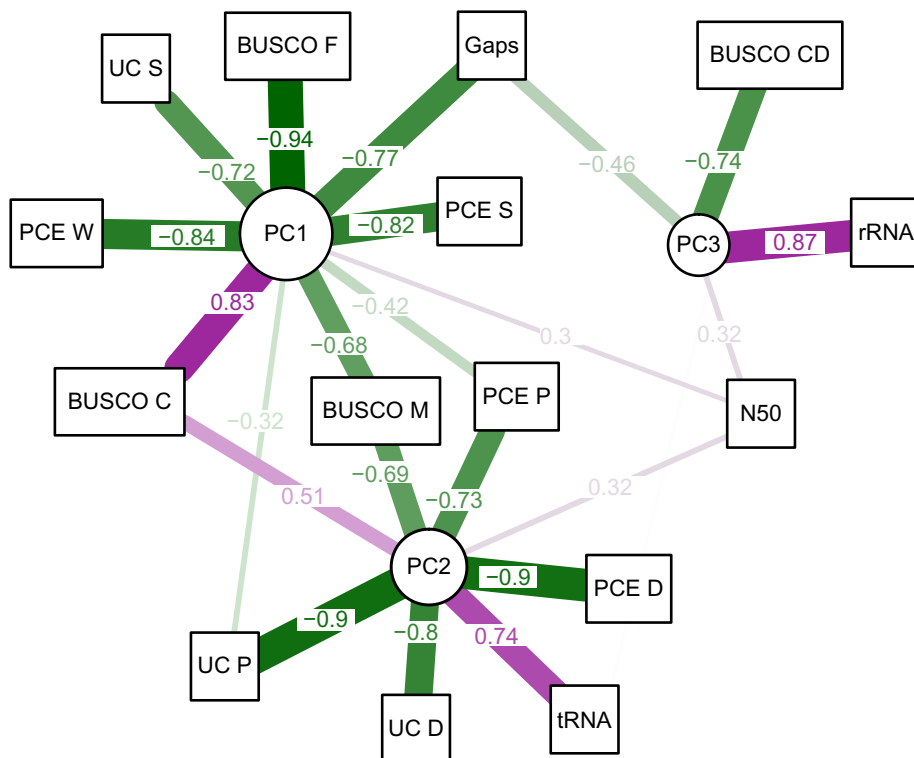 BUSCO F
Gaps
BUSCO CD
UC S
−0.94
−0.77
−0.72
−0.46
−0.74
PCE S
PCE W
−0.84
PC1
−0.82
PC3
0.87
rRNA
0.83
−0.42
−0.68
0.3
0.32
BUSCO C
BUSCO M
PCE P
N50
−0.32
−0.69
0.51
−0.73
0.32
PC2
−0.9
PCE D
−0.9
−0.8
0.74
UC P
UC D
tRNA